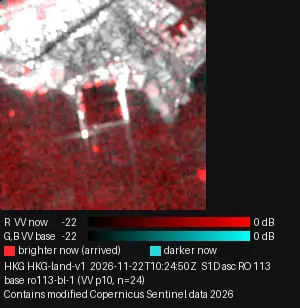 R VV now -22 0 dB
G,B VV base -22 0 dB
brighter now (arrived) darker now
HKG HKG-land-v1 2026-11-22T10:24:50Z S1D asc RO 113
base ro113-bl-1 (VV p10, n=24)
Contains modified Copernicus Sentinel data 2026